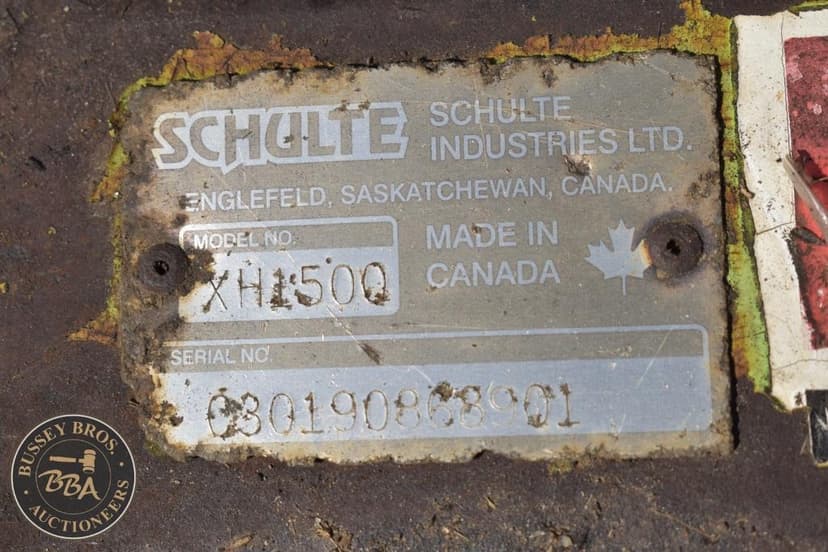 SCHULTE
SCHULTE
INDUSTRIES LTD.
ENGLEFELD, SASKATCHEWAN, CANADA.
MODEL NO.
XH1500
MADE IN
CANADA
SERIAL NO.
BUSSEY BROS.
BBA
AUCTIONEERS